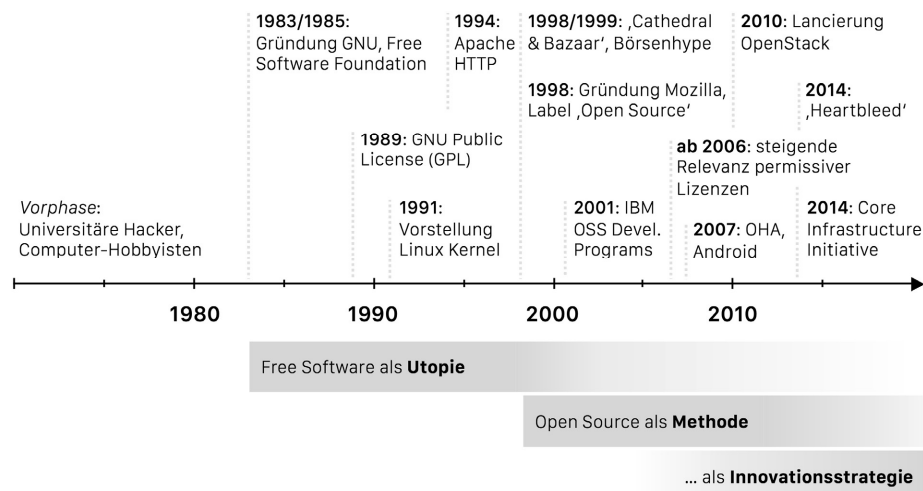 1983/1985:
Gründung GNU, Free
Software Foundation
1994:
Apache
HTTP
1998/1999: ‚Cathedral
& Bazaar‘, Börsenhype
1998: Gründung Mozilla,
Label ‚Open Source‘
2010: Lancierung
OpenStack
2014:
‚Heartbleed‘
1989: GNU Public
License (GPL)
ab 2006: steigende
Relevanz permissiver
Lizenzen
Vorphase:
Universitäre Hacker,
Computer-Hobbyisten
1991:
Vorstellung
Linux Kernel
2001: IBM
OSS Devel.
Programs
2007: OHA,
Android
2014: Core
Infrastructure
Initiative
1980
1990
2000
2010
Free Software als Utopie
Open Source als Methode
... als Innovationsstrategie